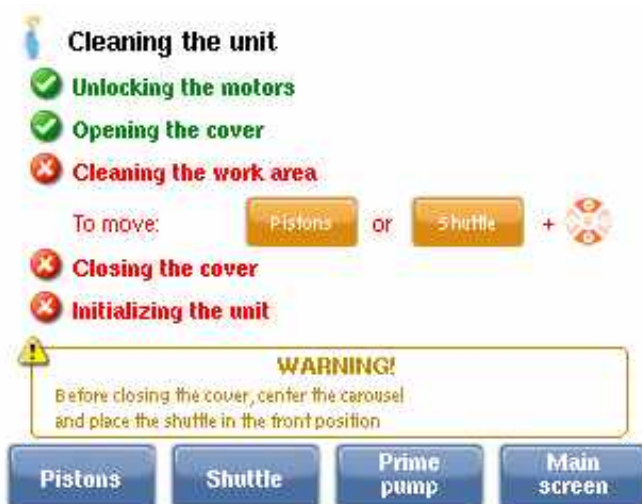 Cleaning the unit
Unlocking the motors
Opening the cover
Cleaning the work area
To move: Pistons or Shuttle +
Closing the cover
Initializing the unit
WARNING!
Before closing the cover, center the carousel
and place the shuttle in the front position
Pistons Shuttle Prime pump Main screen